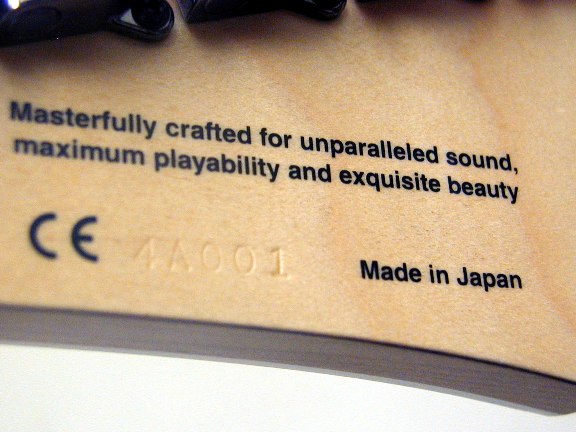 Masterfully crafted for unparalleled sound,
maximum playability and exquisite beauty
CE 4A001
Made in Japan